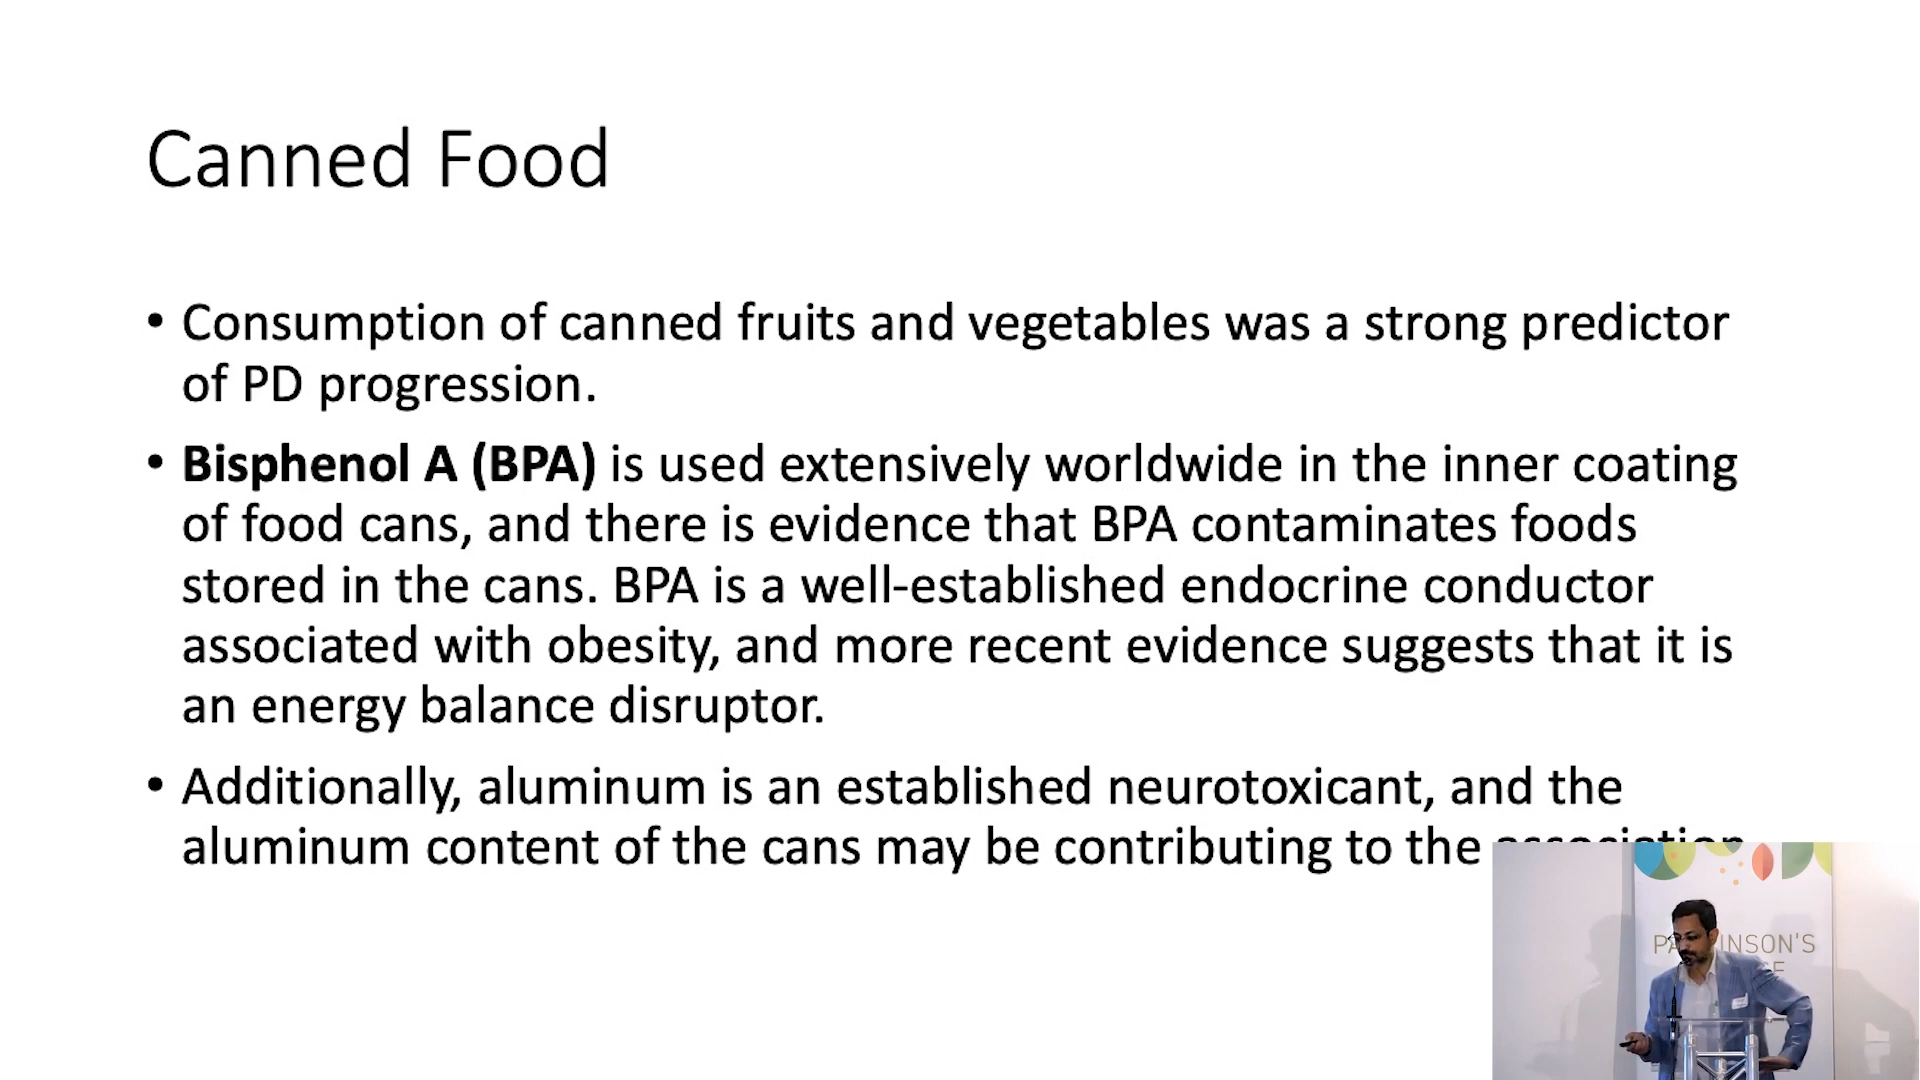 Canned Food
• Consumption of canned fruits and vegetables was a strong predictor
of PD progression.
• Bisphenol A (BPA) is used extensively worldwide in the inner coating
of food cans, and there is evidence that BPA contaminates foods
stored in the cans. BPA is a well-established endocrine conductor
associated with obesity, and more recent evidence suggests that it is
an energy balance disruptor.
• Additionally, aluminum is an established neurotoxicant, and the
aluminum content of the cans may be contributing to the association